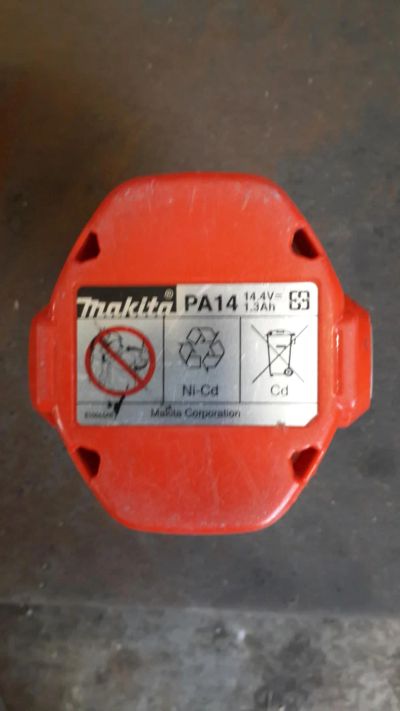 makita® PA14 14.4V
1.3Ah
Ni-Cd
Cd
Makita Corporation